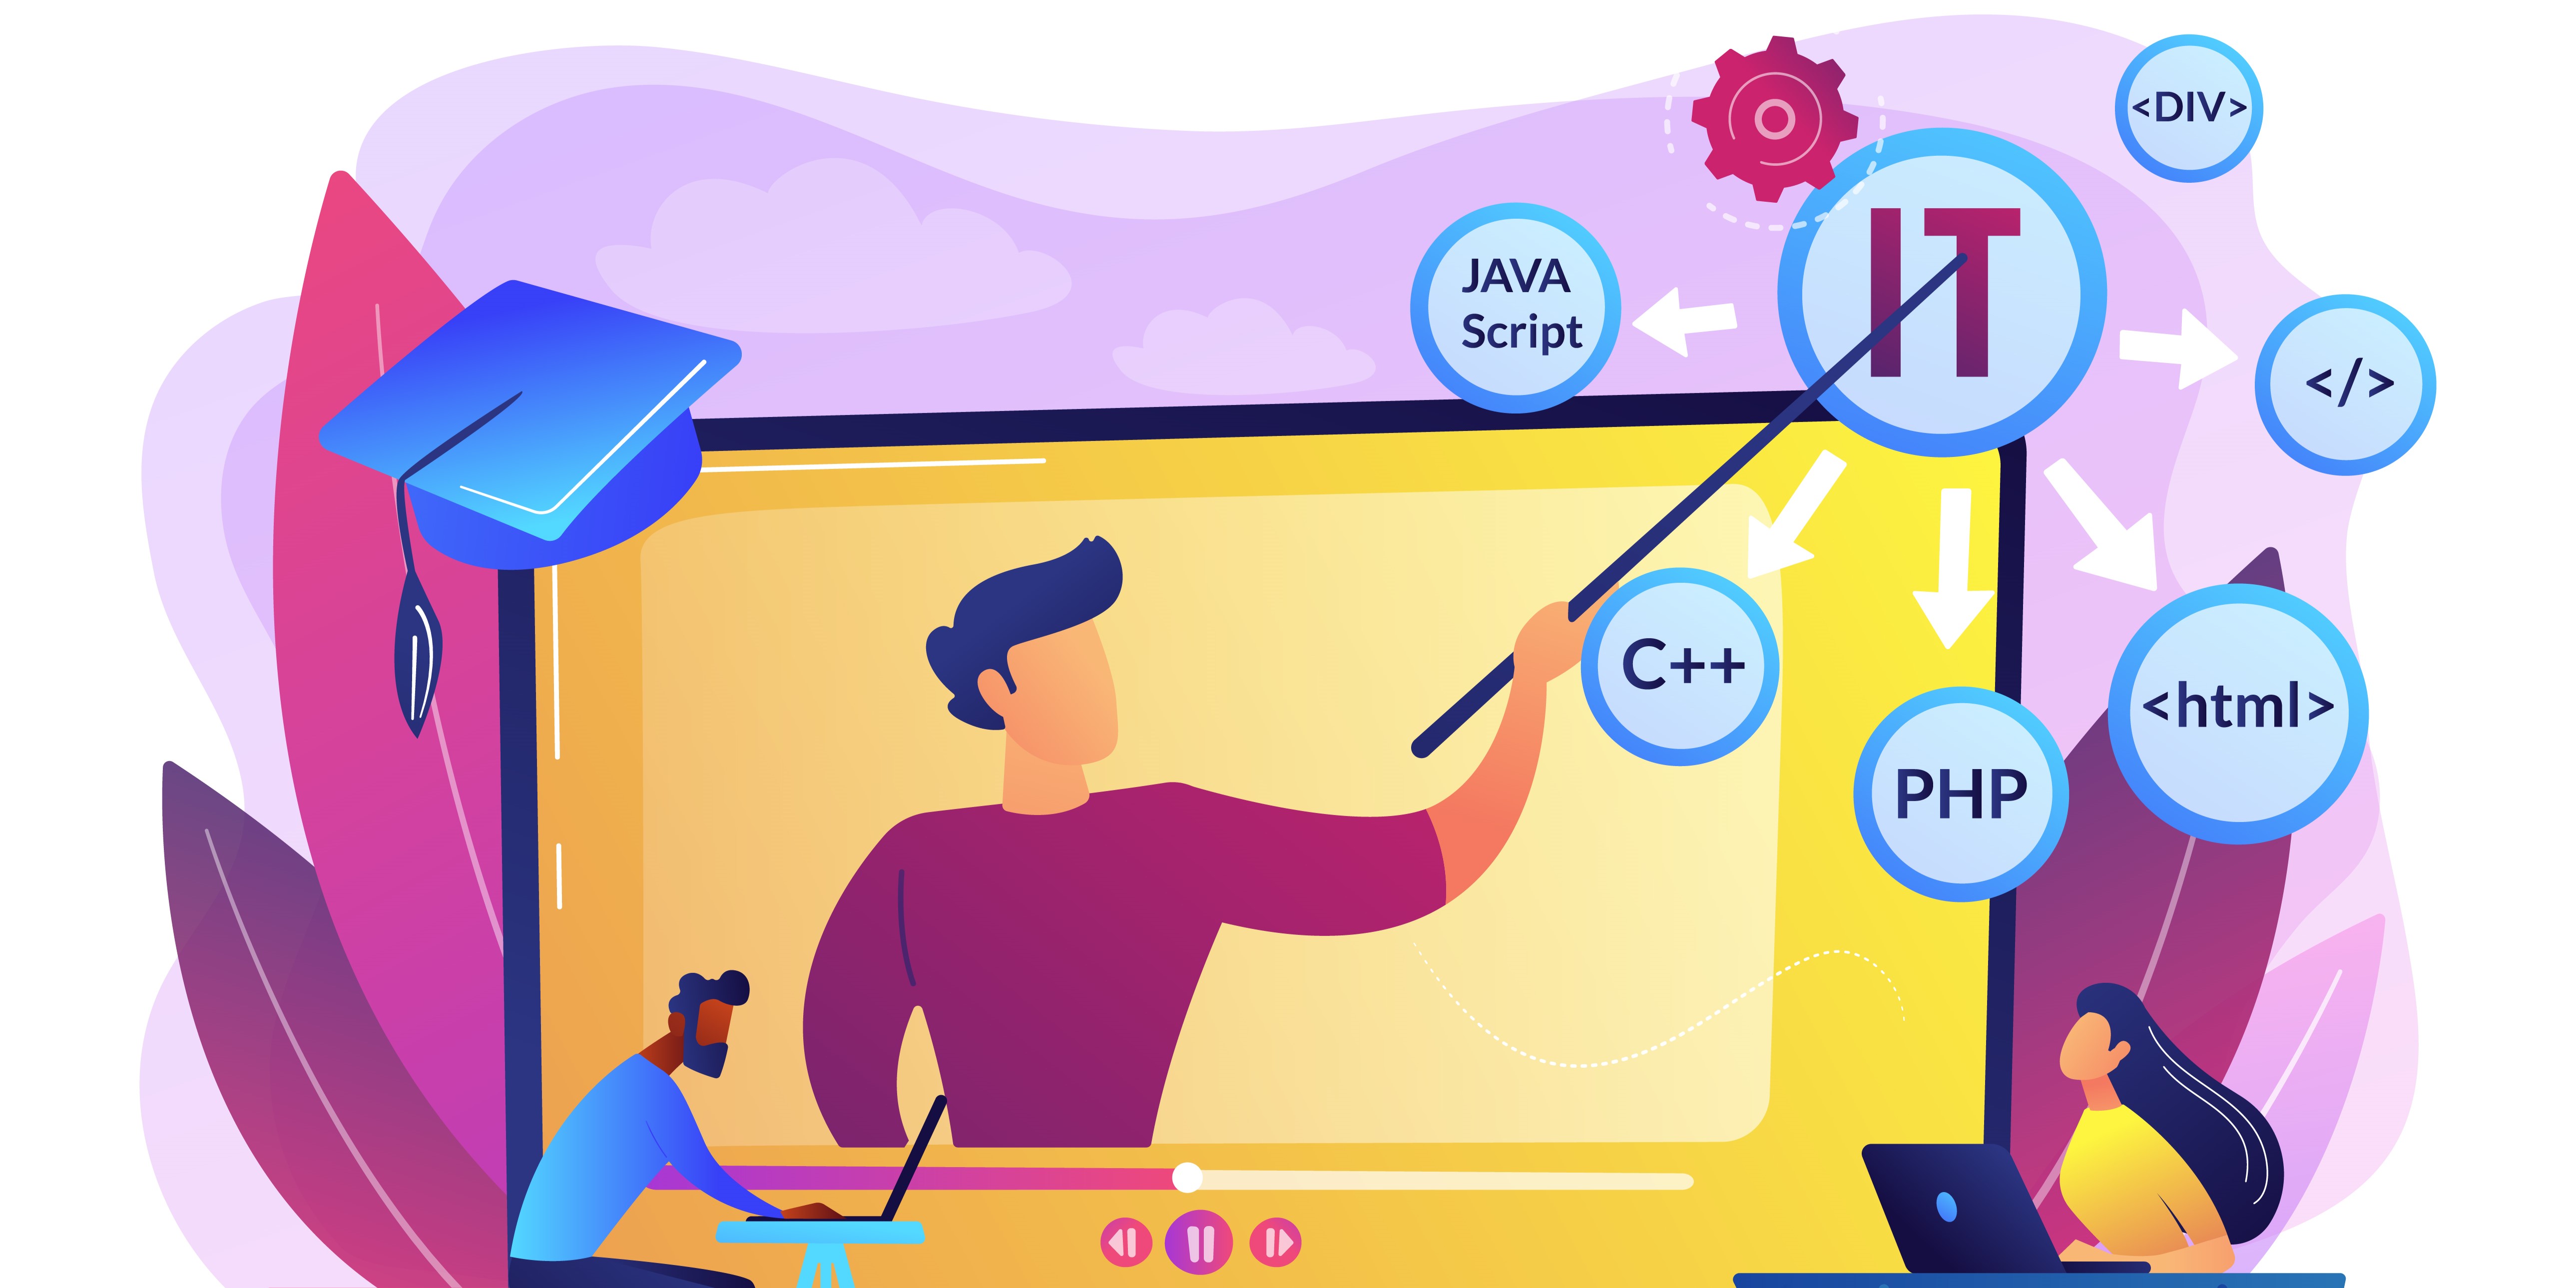 <DIV>
IT
JAVA
Script
</>
C++
<html>
PHP